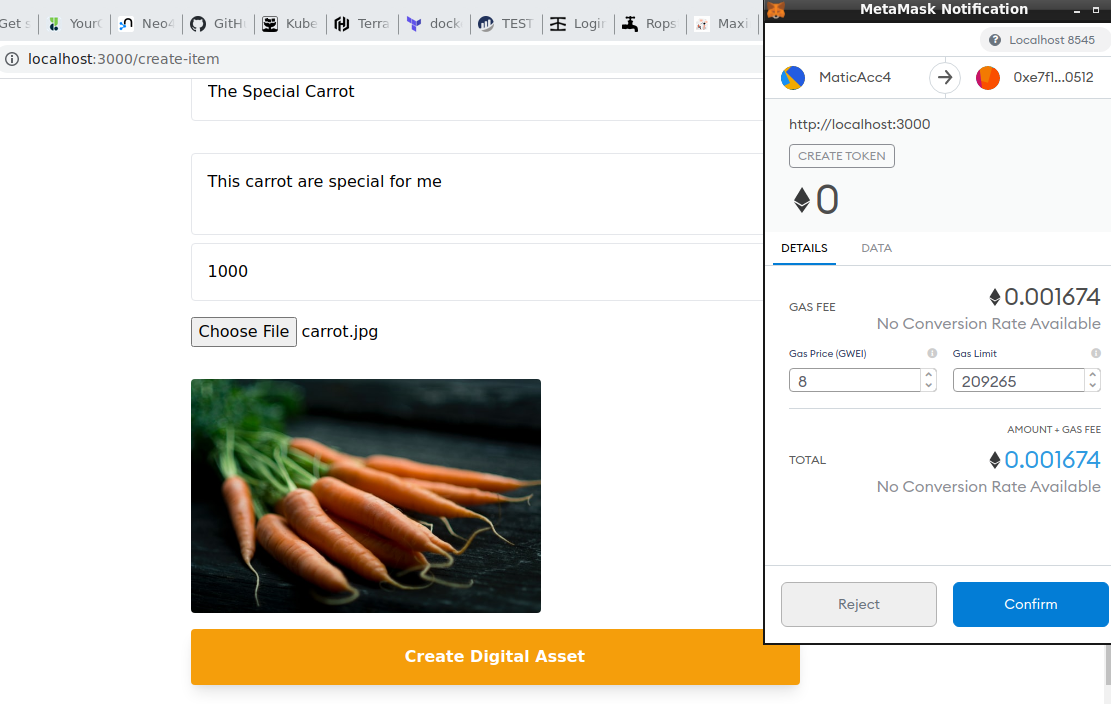 Get s
Your
Neo4
GitHu
Kube
Terra
dock
TEST
Login
Rops
Maxi
MetaMask Notification
localhost:3000/create-item
Localhost 8545
MaticAcc4
0xe7f1...0512
The Special Carrot
This carrot are special for me
1000
Choose File carrot.jpg
Create Digital Asset
http://localhost:3000
CREATE TOKEN
0
DETAILS DATA
GAS FEE
0.001674
No Conversion Rate Available
Gas Price (GWEI) Gas Limit
8 209265
AMOUNT + GAS FEE
TOTAL
0.001674
No Conversion Rate Available
Reject Confirm